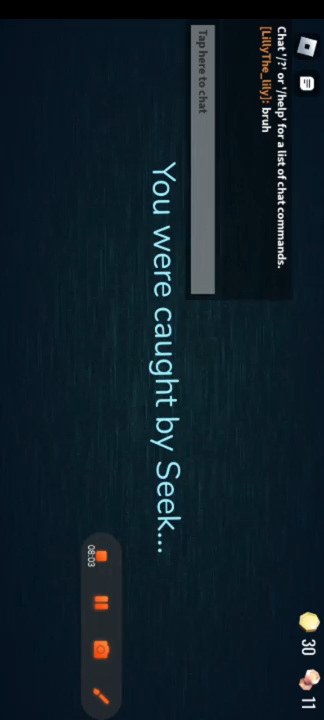 Chat '/?' or '/help' for a list of chat commands.
[LillyThe_lily]: bruh
Tap here to chat
You were caught by Seek...
30
11
08:03